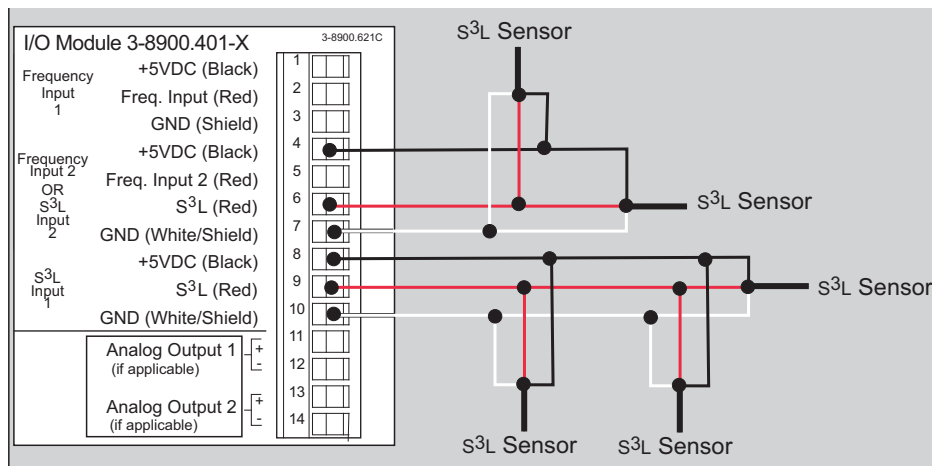 I/O Module 3-8900.401-X
3-8900.621C
Frequency
Input
1
+5VDC (Black)
Freq. Input (Red)
GND (Shield)
Frequency
Input 2
OR
S³L
Input
2
+5VDC (Black)
Freq. Input 2 (Red)
S³L (Red)
GND (White/Shield)
S³L
Input
1
+5VDC (Black)
S³L (Red)
GND (White/Shield)
Analog Output 1
(if applicable)
+
-
Analog Output 2
(if applicable)
+
-
1
2
3
4
5
6
7
8
9
10
11
12
13
14
S³L Sensor
S³L Sensor
S³L Sensor
S³L Sensor
S³L Sensor